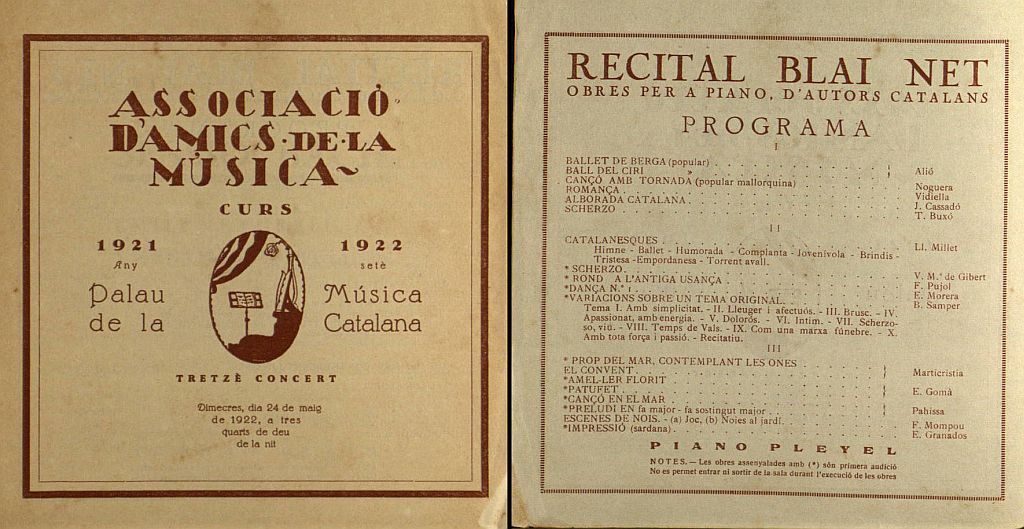 ASSOCIACIÓ
D'AMICS·DE·LA
MÚSICA~
CURS
1921 1922
Any setè
Palau Música
de la Catalana
TRETZÈ CONCERT
Dimecres, dia 24 de maig
de 1922, a tres
quarts de deu
de la nit
RECITAL BLAI NET
OBRES PER A PIANO, D'AUTORS CATALANS
PROGRAMA
I
BALLET DE BERGA (popular)
BALL DEL CIRI » Alió
CANÇÓ AMB TORNADA (popular mallorquina) Noguera
ROMANÇA Vidiella
ALBORADA CATALANA J. Cassadó
SCHERZO T. Buxó
II
CATALANESQUES Ll. Millet
Himne - Ballet - Humorada - Complanta - Jovenívola - Brindis -
Tristesa - Empordanesa - Torrent avall.
*SCHERZO V. M.ª de Gibert
*ROND A L'ANTIGA USANÇA F. Pujol
*DANÇA N.º 1 E. Morera
*VARIACIONS SOBRE UN TEMA ORIGINAL B. Samper
Tema I. Amb simplicitat. - II. Lleuger i afectuós. - III. Brusc. - IV.
Apassionat, amb energia. - V. Dolorós. - VI. Intim. - VII. Scherzo-
so, viu. - VIII. Temps de Vals. - IX. Com una marxa fúnebre. - X.
Amb tota força i passió. - Recitatiu.
III
*PROP DEL MAR, CONTEMPLANT LES ONES
EL CONVENT Marticristia
*AMEL-LER FLORIT
*PATUFET E. Gomà
*CANÇÓ EN EL MAR
*PRELUDI EN fa major - fa sostingut major Pahissa
ESCENES DE NOIS. - (a) Joc, (b) Noies al jardí F. Mompou
*IMPRESSIÓ (sardana) E. Granados
PIANO PLEYEL
NOTES. — Les obres assenyalades amb (*) són primera audició
No es permet entrar ni sortir de la sala durant l'execució de les obres